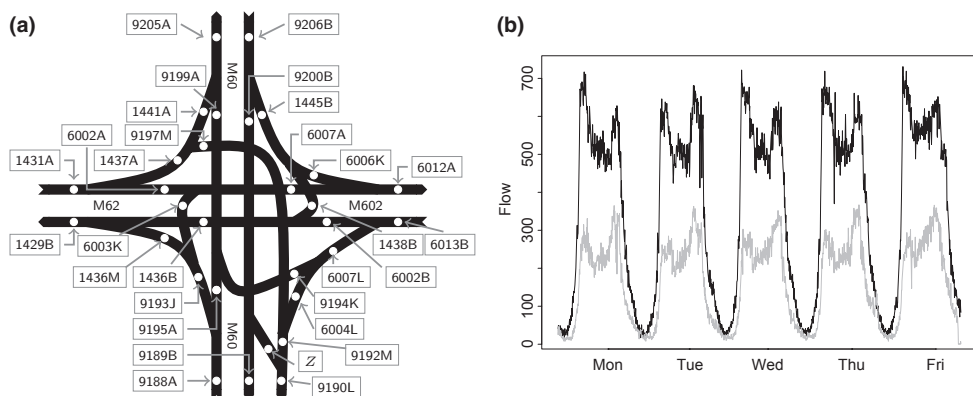 (a)
9205A
9206B
M60
9199A
9200B
1441A
1445B
6002A
9197M
6007A
1431A
1437A
6006K
6012A
M62
M602
1429B
6003K
1438B
6013B
1436M
1436B
6007L
6002B
9193J
9194K
9195A
M60
6004L
9189B
Z
9192M
9188A
9190L
(b)
Flow
700
500
300
100
0
Mon
Tue
Wed
Thu
Fri